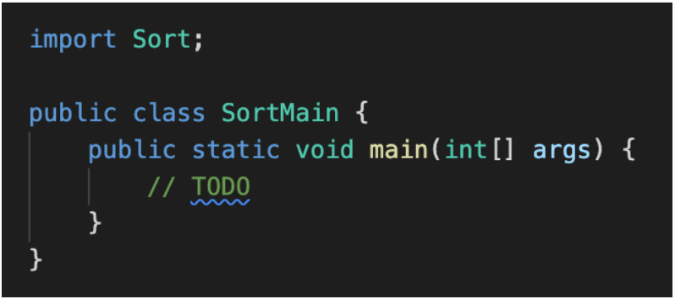 import Sort;
public class SortMain {
public static void main(int[] args) {
// TODO
}
}